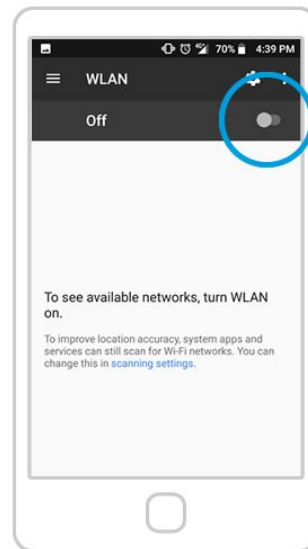 70% 4:39 PM
WLAN
Off
To see available networks, turn WLAN
on.
To improve location accuracy, system apps and
services can still scan for Wi-Fi networks. You can
change this in scanning settings.